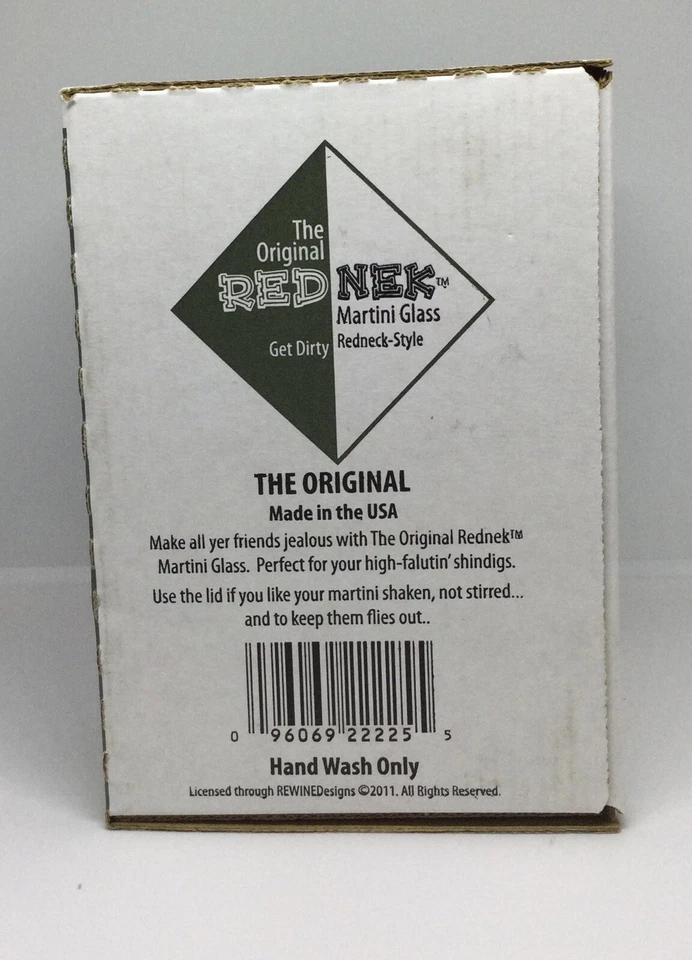 The
Original
REDNEK™
Martini Glass
Get Dirty Redneck-Style
THE ORIGINAL
Made in the USA
Make all yer friends jealous with The Original Rednek™
Martini Glass. Perfect for your high-falutin' shindigs.
Use the lid if you like your martini shaken, not stirred...
and to keep them flies out..
0 96069 22225 5
Hand Wash Only
Licensed through REWINEDesigns ©2011. All Rights Reserved.